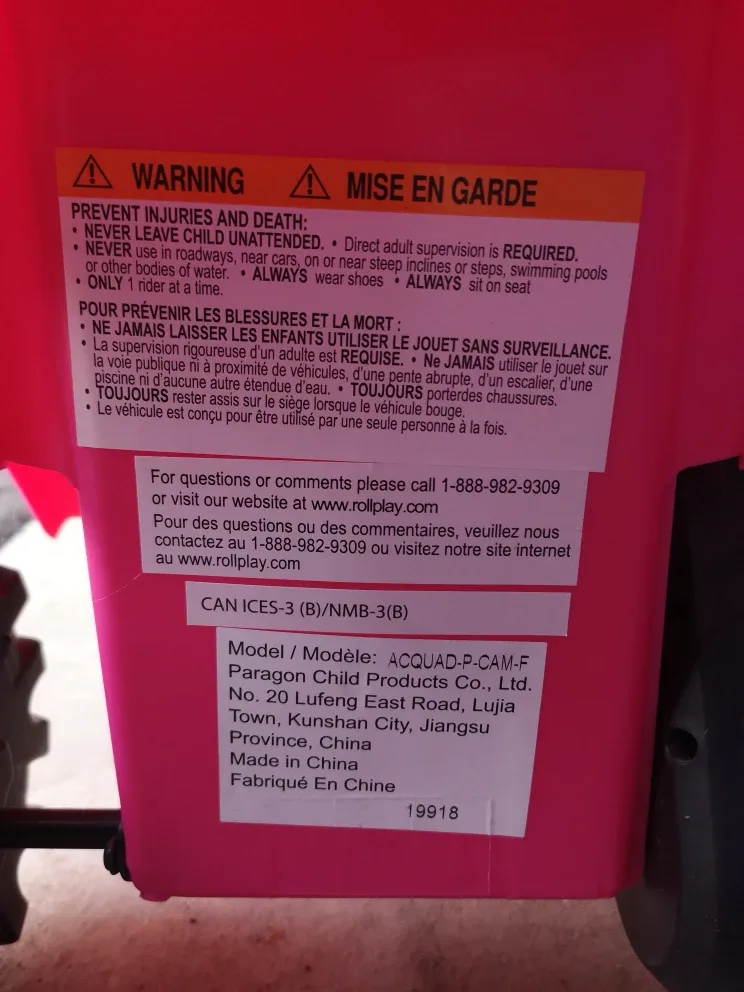 WARNING MISE EN GARDE
PREVENT INJURIES AND DEATH:
• NEVER LEAVE CHILD UNATTENDED. • Direct adult supervision is REQUIRED.
• NEVER use in roadways, near cars, on or near steep inclines or steps, swimming pools
or other bodies of water. • ALWAYS wear shoes • ALWAYS sit on seat
• ONLY 1 rider at a time.
POUR PRÉVENIR LES BLESSURES ET LA MORT :
• NE JAMAIS LAISSER LES ENFANTS UTILISER LE JOUET SANS SURVEILLANCE.
• La supervision rigoureuse d'un adulte est REQUISE. • Ne JAMAIS utiliser le jouet sur
la voie publique ni à proximité de véhicules, d'une pente abrupte, d'un escalier, d'une
piscine ni d'aucune autre étendue d'eau. • TOUJOURS porterdes chaussures.
• TOUJOURS rester assis sur le siège lorsque le véhicule bouge.
• Le véhicule est conçu pour être utilisé par une seule personne à la fois.
For questions or comments please call 1-888-982-9309
or visit our website at www.rollplay.com
Pour des questions ou des commentaires, veuillez nous
contactez au 1-888-982-9309 ou visitez notre site internet
au www.rollplay.com
CAN ICES-3 (B)/NMB-3(B)
Model / Modèle: ACQUAD-P-CAM-F
Paragon Child Products Co., Ltd.
No. 20 Lufeng East Road, Lujia
Town, Kunshan City, Jiangsu
Province, China
Made in China
Fabriqué En Chine
19918